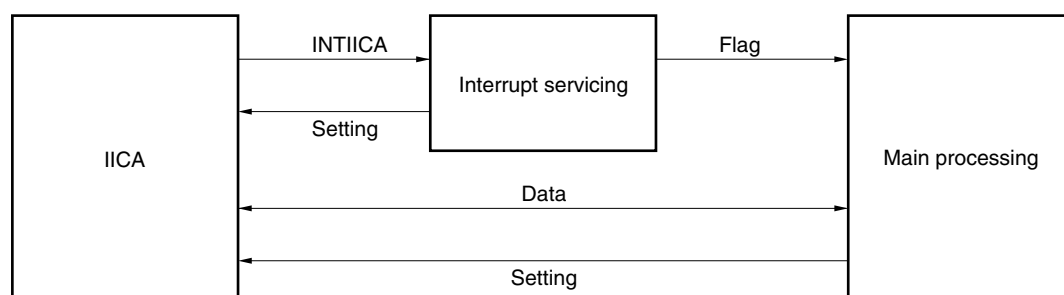 INTIICA
Flag
Interrupt servicing
Setting
IICA
Main processing
Data
Setting